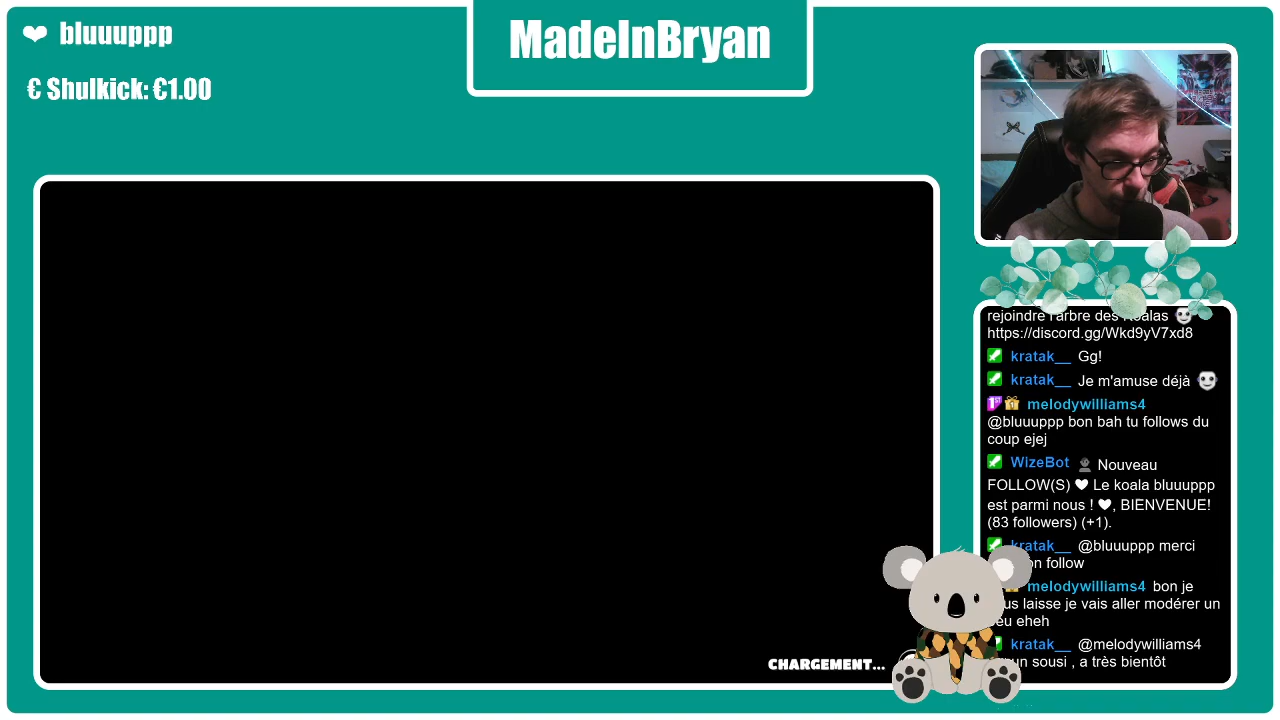 ❤ bluuuppp
€ Shulkick: €1.00
MadeInBryan
CHARGEMENT...
rejoindre l'arbre des Koalas
https://discord.gg/Wkd9yV7xd8
kratak__ Gg!
kratak__ Je m'amuse déjà
1ST melodywilliams4
@bluuuppp bon bah tu follows du
coup ejej
WizeBot Nouveau
FOLLOW(S) ♥ Le koala bluuuppp
est parmi nous ! ♥, BIENVENUE!
(83 followers) (+1).
kratak__ @bluuuppp merci
follow
melodywilliams4 bon je
laisse je vais aller modérer un
eheh
kratak__ @melodywilliams4
sousi , a très bientôt